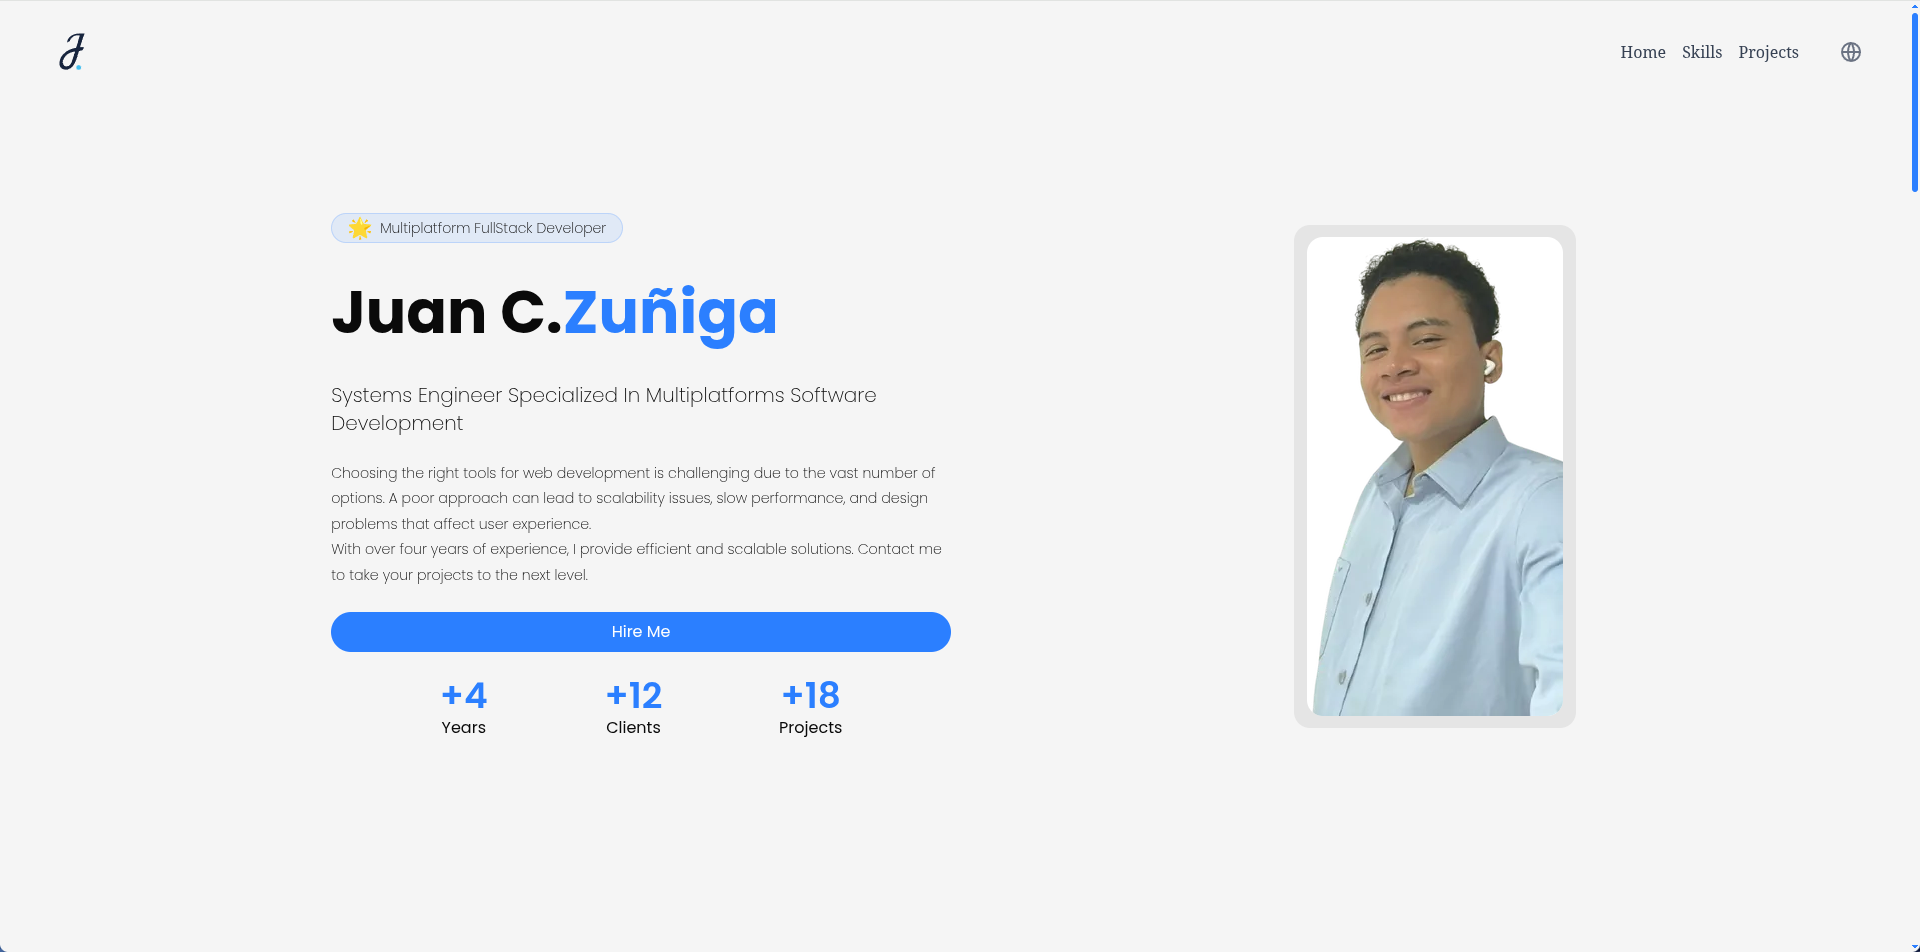 J.
Home Skills Projects
Multiplatform FullStack Developer
Juan C.Zuñiga
Systems Engineer Specialized In Multiplatforms Software
Development
Choosing the right tools for web development is challenging due to the vast number of
options. A poor approach can lead to scalability issues, slow performance, and design
problems that affect user experience.
With over four years of experience, I provide efficient and scalable solutions. Contact me
to take your projects to the next level.
Hire Me
+4 +12 +18
Years Clients Projects